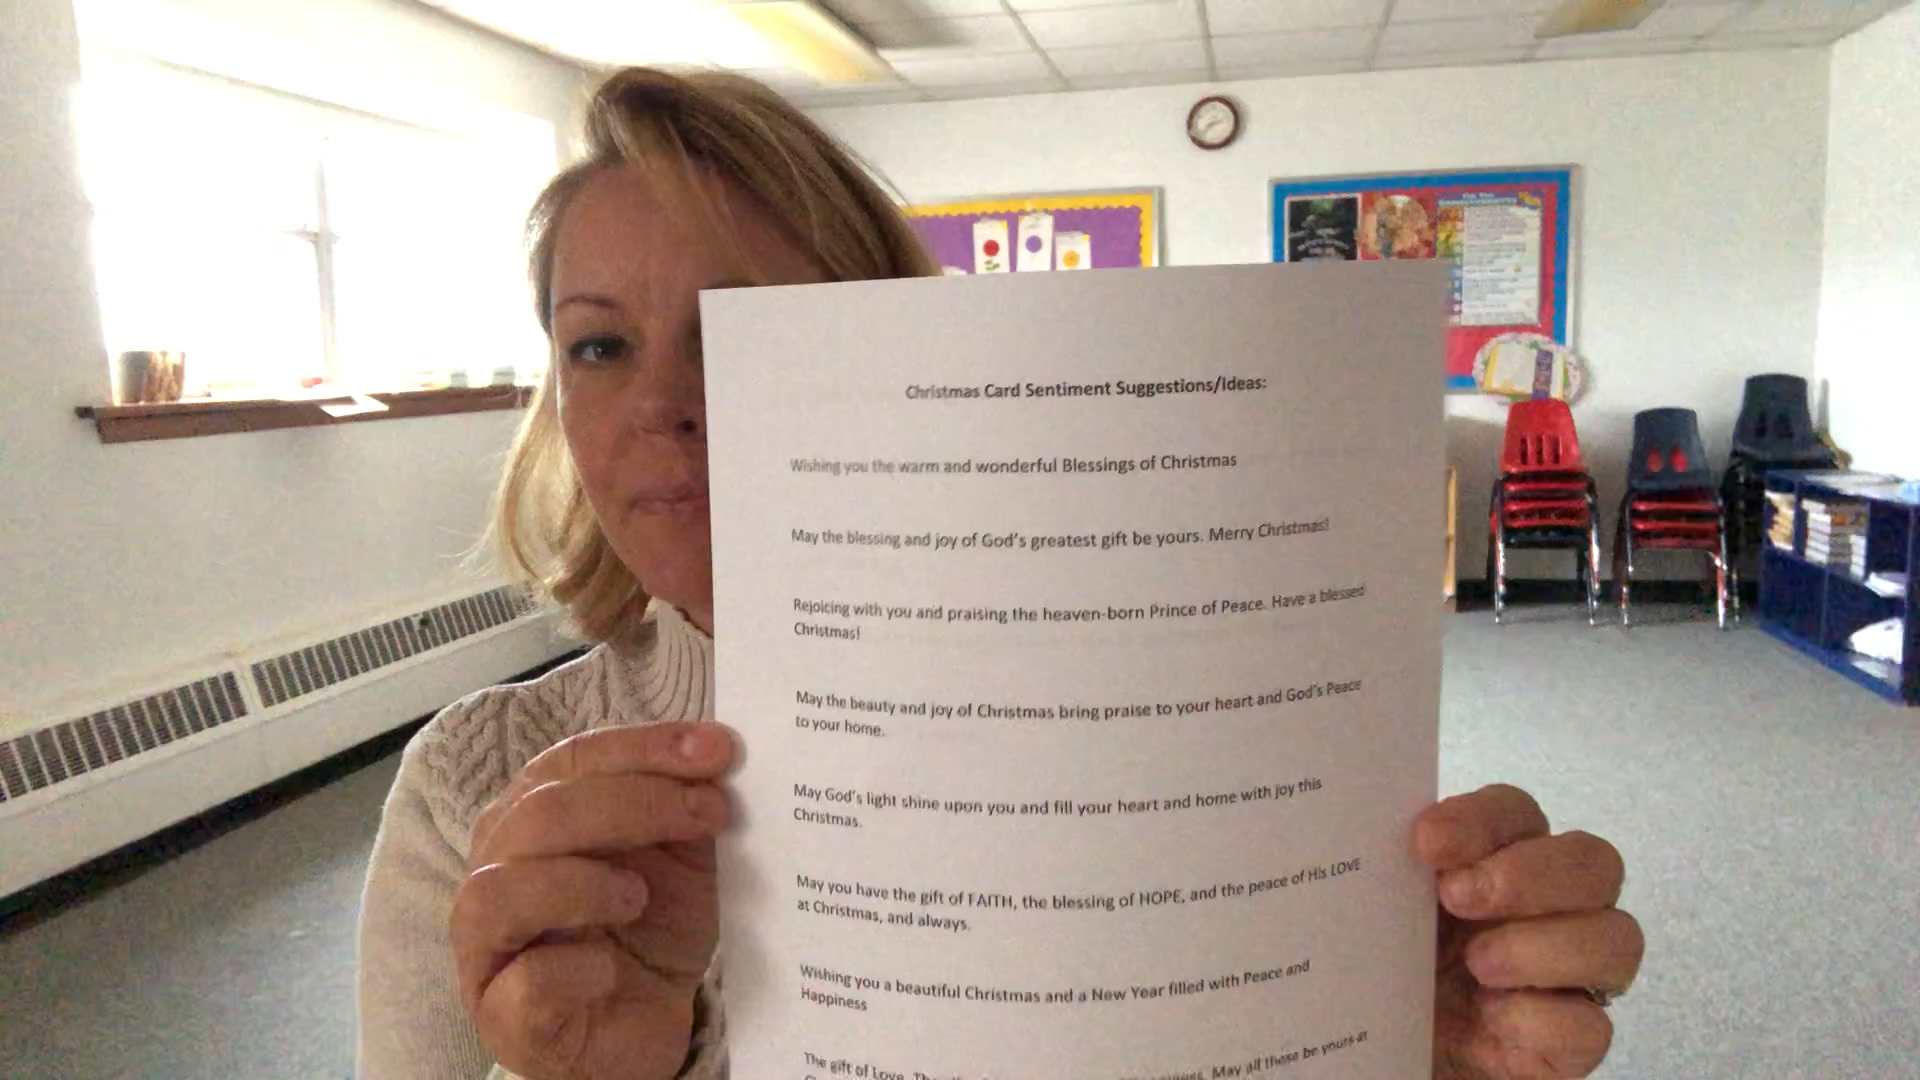 Christmas Card Sentiment Suggestions/Ideas:
Wishing you the warm and wonderful Blessings of Christmas
May the blessing and joy of God's greatest gift be yours. Merry Christmas!
Rejoicing with you and praising the heaven-born Prince of Peace. Have a blessed
Christmas!
May the beauty and joy of Christmas bring praise to your heart and God's Peace
to your home.
May God's light shine upon you and fill your heart and home with joy this
Christmas.
May you have the gift of FAITH, the blessing of HOPE, and the peace of His LOVE
at Christmas, and always.
Wishing you a beautiful Christmas and a New Year filled with Peace and
Happiness
The gift of Love. May all these be yours at